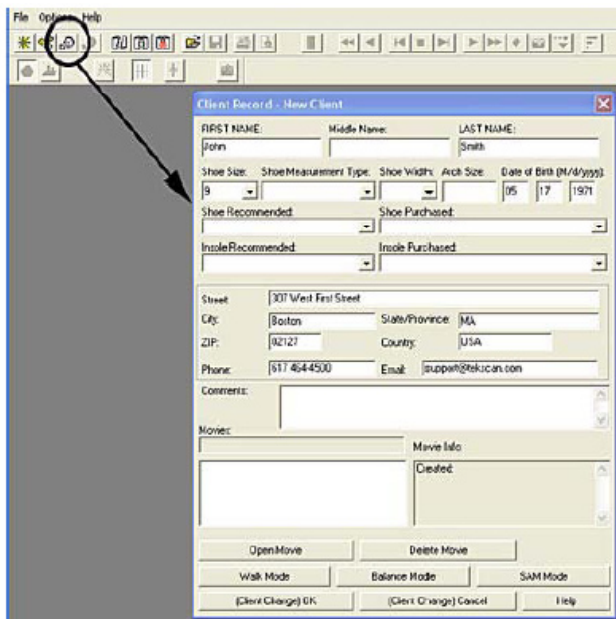 File Options Help
Client Record - New Client
FIRST NAME: Middle Name: LAST NAME:
John Smith
Shoe Size: Shoe Measurement Type: Shoe Width: Arch Size: Date of Birth (M/d/yyyy):
9 05 17 1971
Shoe Recommended: Shoe Purchased:
Insole Recommended: Insole Purchased:
Street: 307 West First Street
City: Boston State/Province: MA
ZIP: 02127 Country: USA
Phone: 617 464-4500 Email: support@tekscan.com
Comments:
Movies:
Movie Info:
Created:
Open Movie Delete Movie
Walk Mode Balance Mode SAM Mode
(Client Change) OK (Client Change) Cancel Help